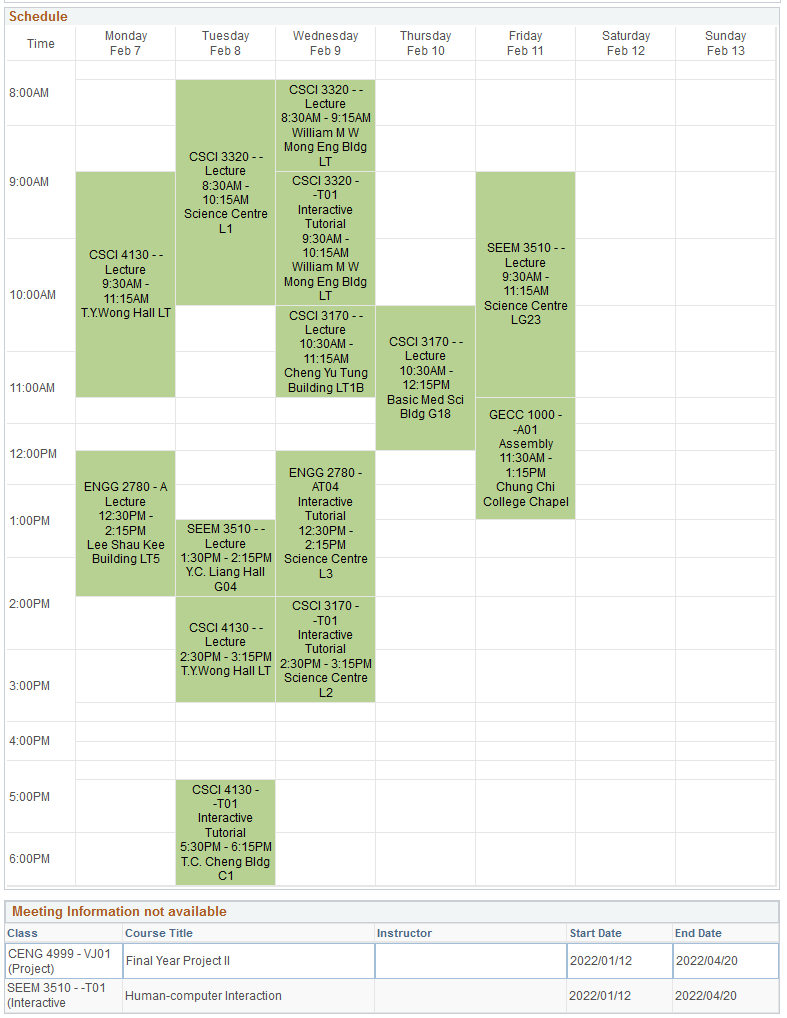 Schedule
Time
Monday
Feb 7
Tuesday
Feb 8
Wednesday
Feb 9
Thursday
Feb 10
Friday
Feb 11
Saturday
Feb 12
Sunday
Feb 13
8:00AM
9:00AM
10:00AM
11:00AM
12:00PM
1:00PM
2:00PM
3:00PM
4:00PM
5:00PM
6:00PM
CSCI 4130 - -
Lecture
9:30AM -
11:15AM
T.Y.Wong Hall LT
ENGG 2780 - A
Lecture
12:30PM -
2:15PM
Lee Shau Kee
Building LT5
CSCI 3320 - -
Lecture
8:30AM -
10:15AM
Science Centre
L1
SEEM 3510 - -
Lecture
1:30PM - 2:15PM
Y.C. Liang Hall
G04
CSCI 4130 - -
Lecture
2:30PM - 3:15PM
T.Y.Wong Hall LT
CSCI 4130 -
-T01
Interactive
Tutorial
5:30PM - 6:15PM
T.C. Cheng Bldg
C1
CSCI 3320 - -
Lecture
8:30AM - 9:15AM
William M W
Mong Eng Bldg
LT
CSCI 3320 -
-T01
Interactive
Tutorial
9:30AM -
10:15AM
William M W
Mong Eng Bldg
LT
CSCI 3170 - -
Lecture
10:30AM -
11:15AM
Cheng Yu Tung
Building LT1B
ENGG 2780 -
AT04
Interactive
Tutorial
12:30PM -
2:15PM
Science Centre
L3
CSCI 3170 -
-T01
Interactive
Tutorial
2:30PM - 3:15PM
Science Centre
L2
CSCI 3170 - -
Lecture
10:30AM -
12:15PM
Basic Med Sci
Bldg G18
SEEM 3510 - -
Lecture
9:30AM -
11:15AM
Science Centre
LG23
GECC 1000 -
-A01
Assembly
11:30AM -
1:15PM
Chung Chi
College Chapel
Meeting Information not available
Class Course Title Instructor Start Date End Date
CENG 4999 - VJ01
(Project)
Final Year Project II 2022/01/12 2022/04/20
SEEM 3510 - -T01
(Interactive
Human-computer Interaction 2022/01/12 2022/04/20